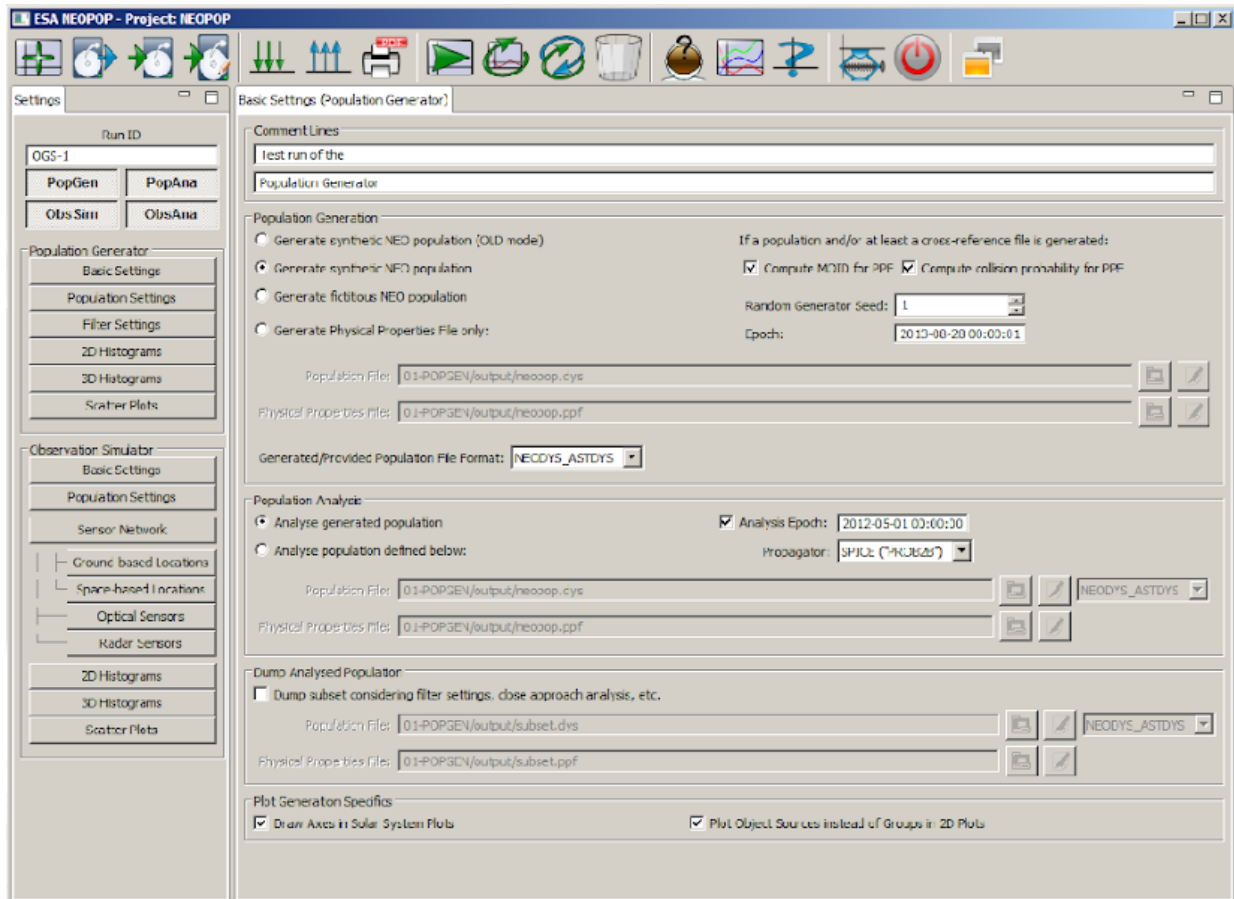 ESA NEOPOP - Project: NEOPOP
Settings
Run ID
OGS-1
PopGen PopAna
ObsSim ObsAna
Population Generator
Basic Settings
Population Settings
Filter Settings
2D Histograms
3D Histograms
Scatter Plots
Observation Simulator
Basic Settings
Population Settings
Sensor Network
Ground based Locations
Space-based Locations
Optical Sensors
Radar Sensors
2D Histograms
3D Histograms
Scatter Plots
Basic Settings (Population Generator)
Comment Lines
Test run of the
Population Generator
Population Generation
Generate synthetic NEO population (OLD mode)
Generate synthetic NEO population
Generate fictitous NEO population
Generate Physical Properties File only:
If a population and/or at least a cross-reference file is generated:
Compute MOID for PPF Compute collision probability for PPF
Random Generator Seed: 1
Epoch: 2013-08-28 00:00:01
Population File: 01-POPGEN/output/neopop.dys
Physical Properties File: 01-POPGEN/output/neopop.ppf
Generated/Provided Population File Format: NEODYS_ASTDYS
Population Analysis
Analyse generated population
Analysis Epoch: 2012-05-01 00:00:00
Analyse population defined below:
Propagator: SPICE ("PROB2B")
Population File: 01-POPGEN/output/neopop.dys NEODYS_ASTDYS
Physical Properties File: 01-POPGEN/output/neopop.ppf
Dump Analysed Population
Dump subset considering filter settings, close approach analysis, etc.
Population File: 01-POPGEN/output/subset.dys NEODYS_ASTDYS
Physical Properties File: 01-POPGEN/output/subset.ppf
Plot Generation Specifics
Draw Axes in Solar System Plots
Plot Object Sources instead of Groups in 2D Plots